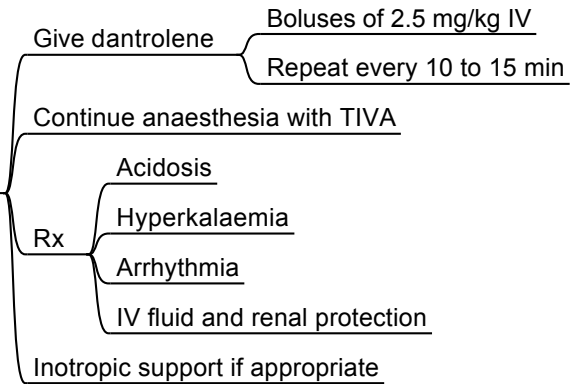 Give dantrolene
Boluses of 2.5 mg/kg IV
Repeat every 10 to 15 min
Continue anaesthesia with TIVA
Rx
Acidosis
Hyperkalaemia
Arrhythmia
IV fluid and renal protection
Inotropic support if appropriate